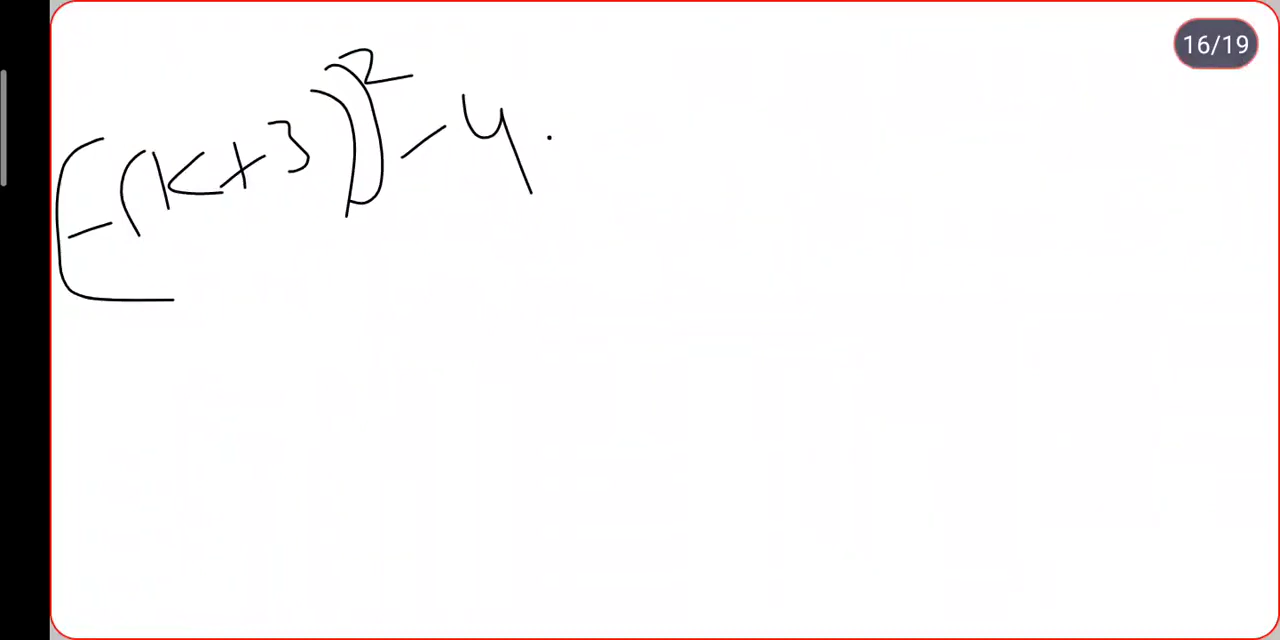 [-(k+3)]² - 4.
16/19